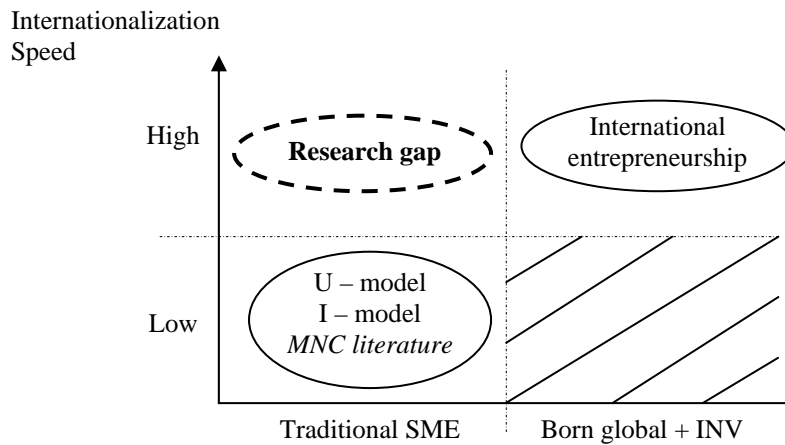 Internationalization
Speed
High
Research gap
International
entrepreneurship
Low
U – model
I – model
MNC literature
Traditional SME
Born global + INV